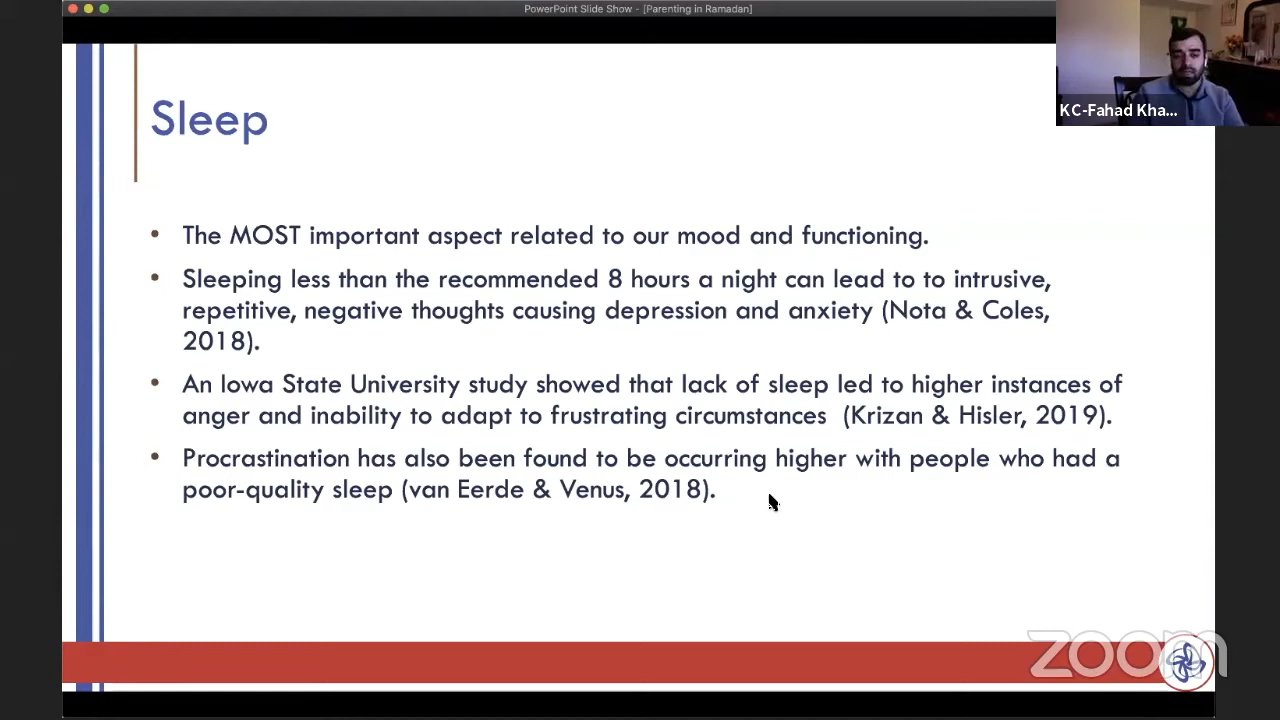 PowerPoint Slide Show - [Parenting in Ramadan]
KC-Fahad Kha...
Sleep
• The MOST important aspect related to our mood and functioning.
• Sleeping less than the recommended 8 hours a night can lead to to intrusive,
repetitive, negative thoughts causing depression and anxiety (Nota & Coles,
2018).
• An Iowa State University study showed that lack of sleep led to higher instances of
anger and inability to adapt to frustrating circumstances (Krizan & Hisler, 2019).
• Procrastination has also been found to be occurring higher with people who had a
poor-quality sleep (van Eerde & Venus, 2018).
zoom